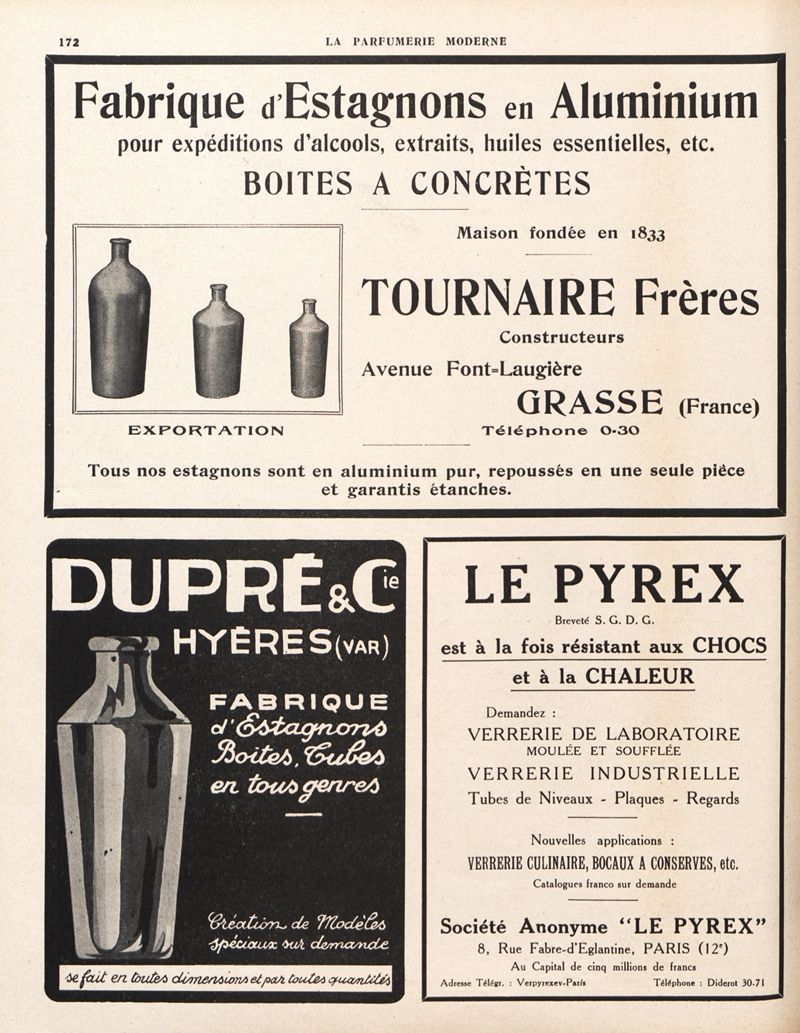 172
LA PARFUMERIE MODERNE
Fabrique d'Estagnons en Aluminium
pour expéditions d'alcools, extraits, huiles essentielles, etc.
BOITES A CONCRÈTES
Maison fondée en 1833
TOURNAIRE Frères
Constructeurs
Avenue Font-Laugière
GRASSE (France)
EXPORTATION
Téléphone 0-30
Tous nos estagnons sont en aluminium pur, repoussés en une seule pièce
et garantis étanches.
DUPRÉ & Cie
HYÈRES (VAR)
FABRIQUE
d'Estagnons
Boites, Tubes
en tous genres
Création de Modèles
spéciaux sur demande
se fait en toutes dimensions et par toutes quantités
LE PYREX
Breveté S. G. D. G.
est à la fois résistant aux CHOCS
et à la CHALEUR
Demandez :
VERRERIE DE LABORATOIRE
MOULÉE ET SOUFFLÉE
VERRERIE INDUSTRIELLE
Tubes de Niveaux - Plaques - Regards
Nouvelles applications :
VERRERIE CULINAIRE, BOCAUX A CONSERVES, etc.
Catalogues franco sur demande
Société Anonyme “LE PYREX”
8, Rue Fabre-d'Eglantine, PARIS (12e)
Au Capital de cinq millions de francs
Adresse Télégr. : Verpyrexev-Paris Téléphone : Diderot 30-71